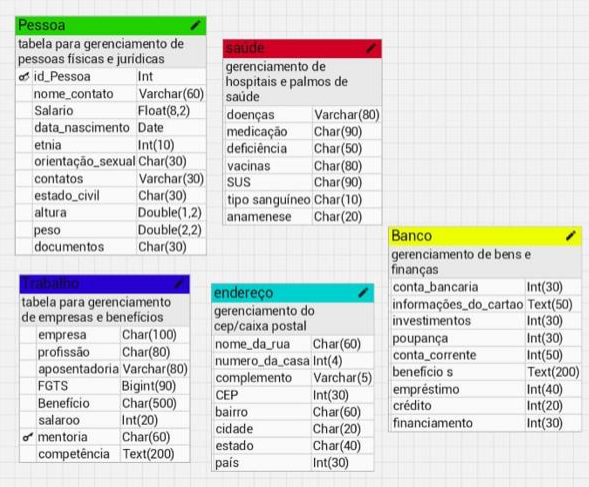 Pessoa
tabela para gerenciamento de
pessoas físicas e jurídicas
id_Pessoa Int
nome_contato Varchar(60)
Salario Float(8,2)
data_nascimento Date
etnia Int(10)
orientação_sexual Char(30)
contatos Varchar(30)
estado_civil Char(30)
altura Double(1,2)
peso Double(2,2)
documentos Char(30)
saúde
gerenciamento de
hospitais e palmos de
saúde
doenças Varchar(80)
medicação Char(90)
deficiência Char(50)
vacinas Char(80)
SUS Char(90)
tipo sanguíneo Char(10)
anamenese Char(20)
Banco
gerenciamento de bens e
finanças
conta_bancaria Int(30)
informações_do_cartao Text(50)
investimentos Int(30)
poupança Int(30)
conta_corrente Int(50)
benefício s Text(200)
empréstimo Int(40)
crédito Int(20)
financiamento Int(30)
Trabalho
tabela para gerenciamento
de empresas e benefícios
empresa Char(100)
profissão Char(80)
aposentadoria Varchar(80)
FGTS Bigint(90)
Benefício Char(500)
salaroo Int(20)
mentoria Char(60)
competência Text(200)
endereço
gerenciamento do
cep/caixa postal
nome_da_rua Char(60)
numero_da_casa Int(4)
complemento Varchar(5)
CEP Int(30)
bairro Char(60)
cidade Char(20)
estado Char(40)
país Int(30)